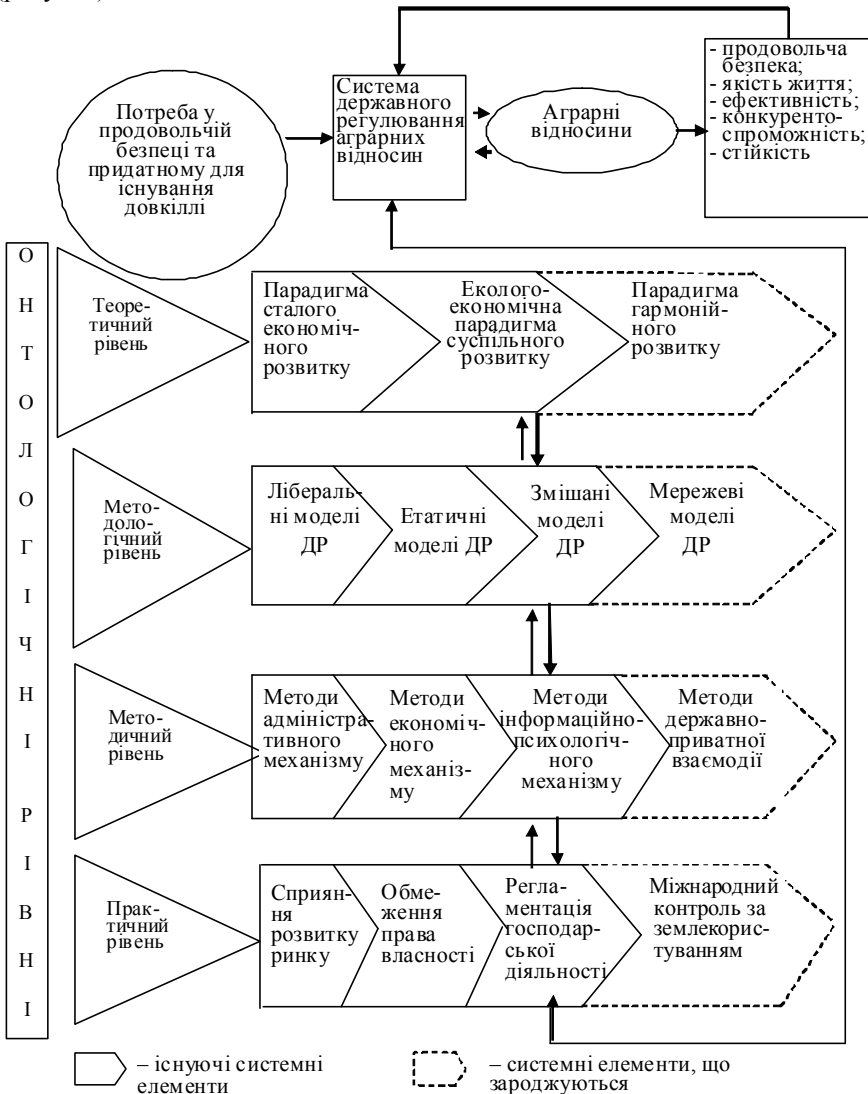 Потреба у
продовольчій
безпеці та
придатному для
існування
довкіллі
Система
державного
регулювання
аграрних
відносин
Аграрні
відносини
- продовольча
безпека;
- якість життя;
- ефективність;
- конкуренто-
спроможність;
- стійкість
О
Н
Т
О
Л
О
Г
І
Ч
Н
І
Р
І
В
Н
І
Теоре-
тичний
рівень
Парадигма
сталого
економіч-
ного
розвитку
Еколого-
економічна
парадигма
суспільного
розвитку
Парадигма
гармоній-
ного
розвитку
Мето-
дологі-
чний
рівень
Лібераль-
ні моделі
ДР
Етатичні
моделі ДР
Змішані
моделі
ДР
Мережеві
моделі
ДР
Мето-
дичний
рівень
Методи
адміністра-
тивного
механізму
Методи
економіч-
ного
механіз-
му
Методи
інформаційно-
психологіч-
ного
механізму
Методи
державно-
приватної
взаємодії
Прак-
тичний
рівень
Сприян-
ня
розвитку
ринку
Обме-
ження
права
власності
Регла-
ментація
господар-
ської
діяльності
Міжнародний
контроль за
землекорис-
туванням
– існуючі системні
елементи
– системні елементи, що
зароджуються